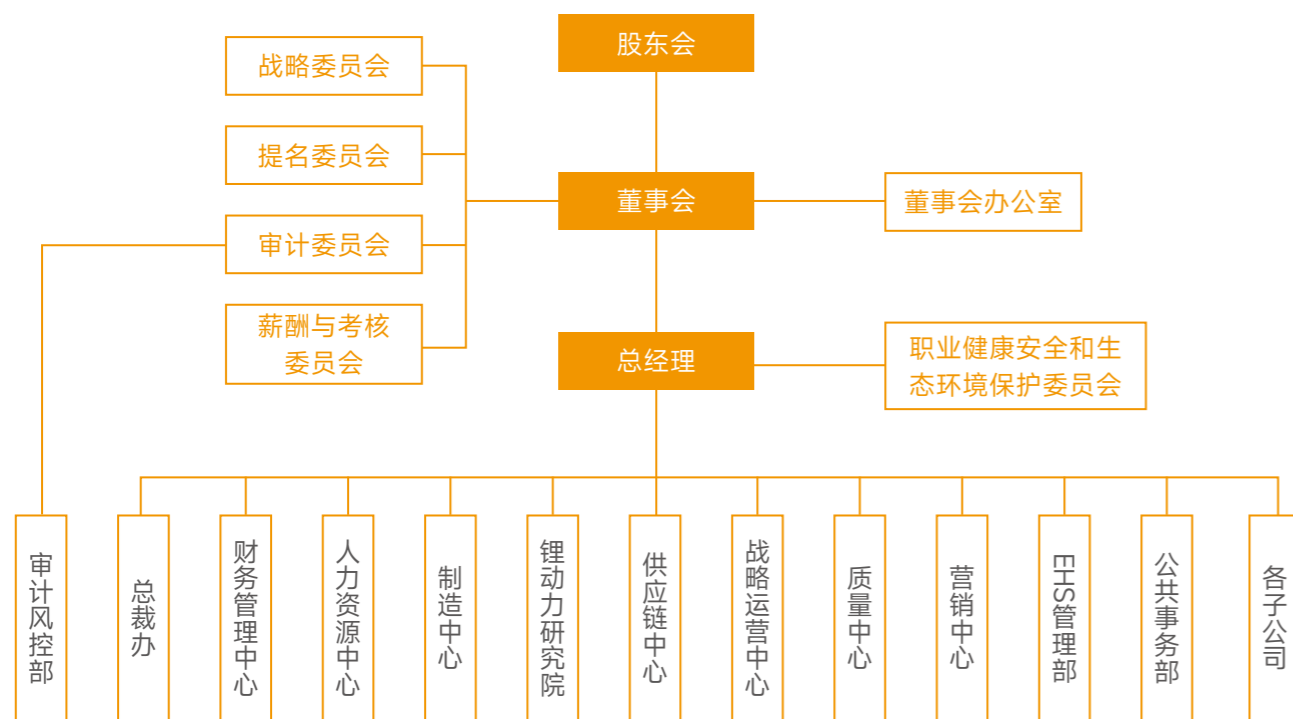 股东会
战略委员会
提名委员会
董事会
董事会办公室
审计委员会
薪酬与考核
委员会
总经理
职业健康安全和生
态环境保护委员会
审计风控部
总裁办
财务管理中心
人力资源中心
制造中心
锂动力研究院
供应链中心
战略运营中心
质量中心
营销中心
EHS管理部
公共事务部
各子公司